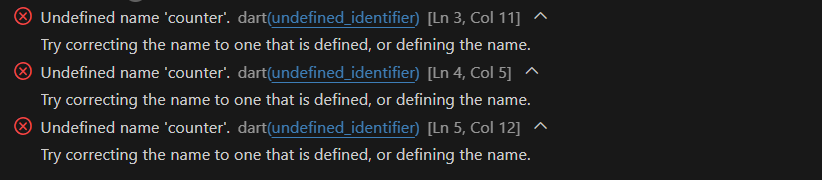 Undefined name 'counter'. dart(undefined_identifier) [Ln 3, Col 11]
Try correcting the name to one that is defined, or defining the name.
Undefined name 'counter'. dart(undefined_identifier) [Ln 4, Col 5]
Try correcting the name to one that is defined, or defining the name.
Undefined name 'counter'. dart(undefined_identifier) [Ln 5, Col 12]
Try correcting the name to one that is defined, or defining the name.